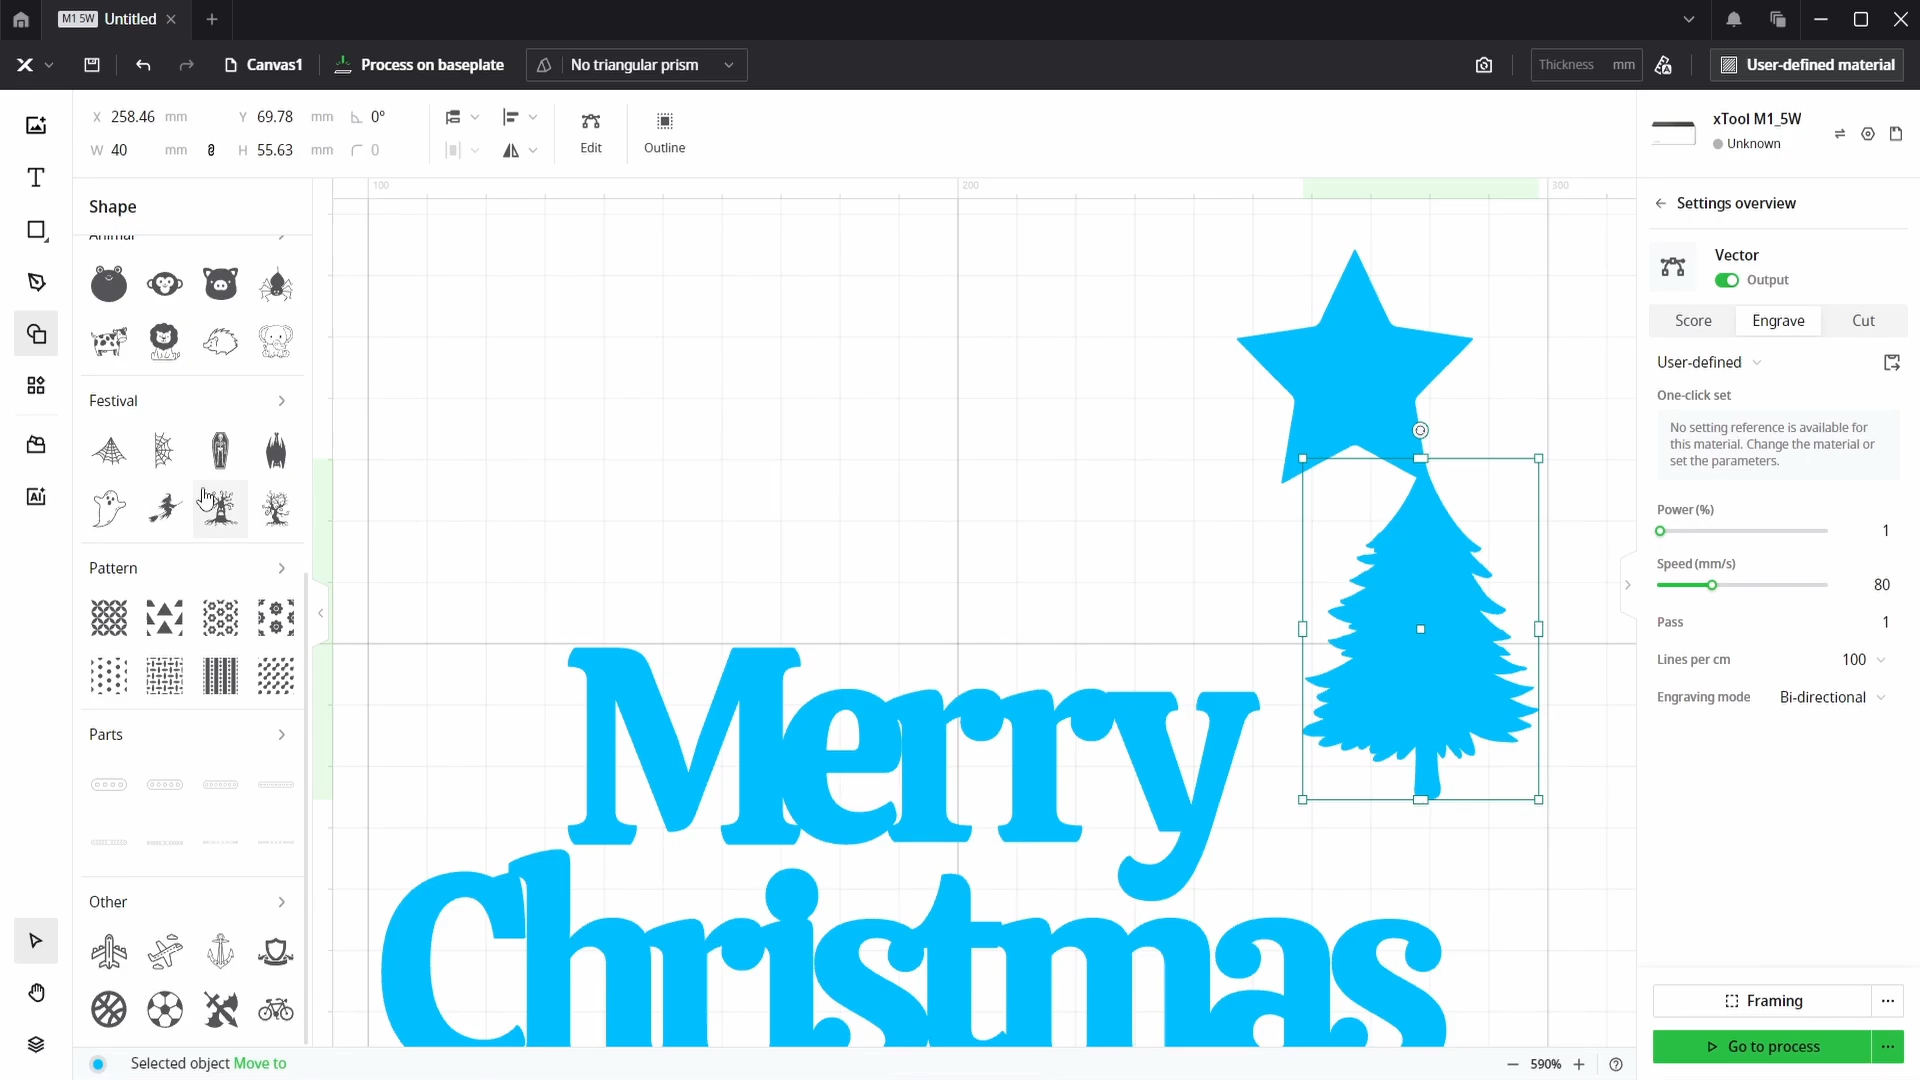 M1 5W Untitled
Canvas1 Process on baseplate No triangular prism Thickness mm User-defined material
X 258.46 mm Y 69.78 mm 0°
W 40 mm H 55.63 mm 0
Edit Outline
xTool M1_5W
Unknown
100 200 300
Shape
Animal
Festival
Pattern
Parts
Other
Merry
Christmas
Settings overview
Vector
Output
Score Engrave Cut
User-defined
One-click set
No setting reference is available for
this material. Change the material or
set the parameters.
Power (%)
1
Speed (mm/s)
80
Pass 1
Lines per cm 100
Engraving mode Bi-directional
Framing
Go to process
Selected object Move to
590%
AI